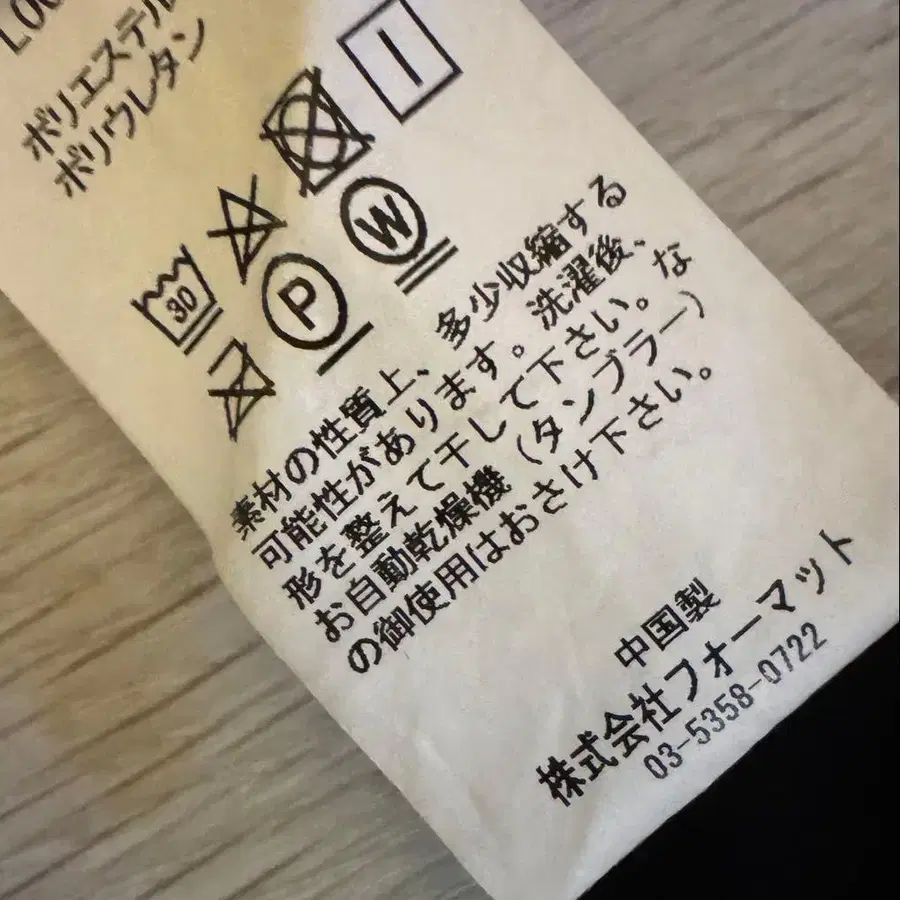 ポリエステル
ポリウレタン
30
P
W
素材の性質上、多少収縮する
可能性があります。洗濯後、
形を整えて干して下さい。な
お自動乾燥機（タンブラー）
の御使用はおさけ下さい。
中国製
株式会社フォーマット
03-5358-0722